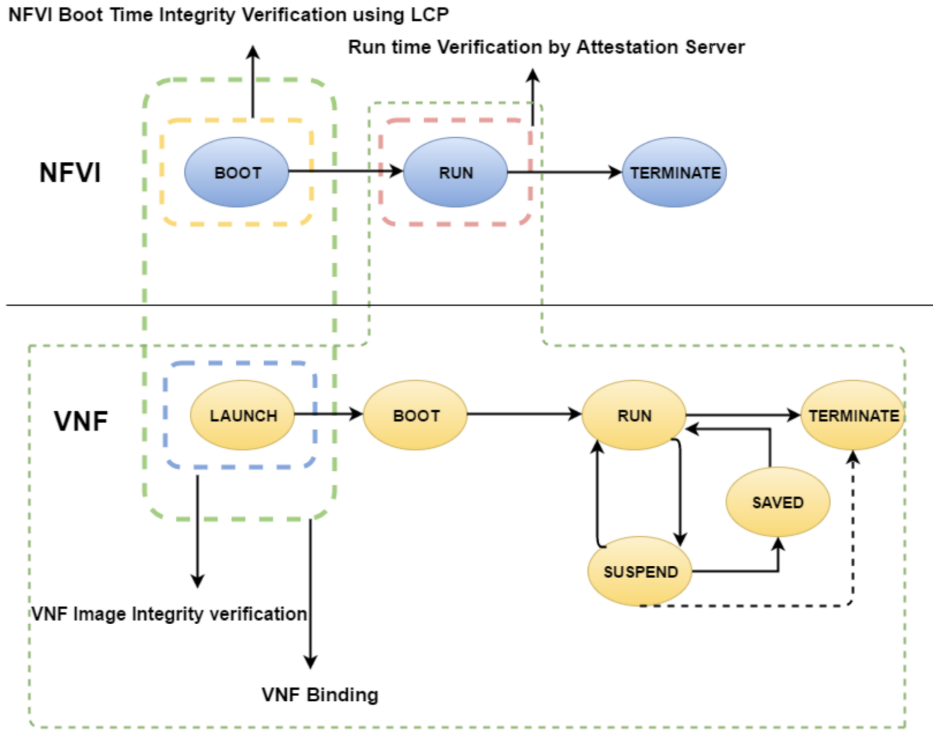 NFVI Boot Time Integrity Verification using LCP
Run time Verification by Attestation Server
NFVI
BOOT
RUN
TERMINATE
VNF
LAUNCH
BOOT
RUN
TERMINATE
SAVED
SUSPEND
VNF Image Integrity verification
VNF Binding